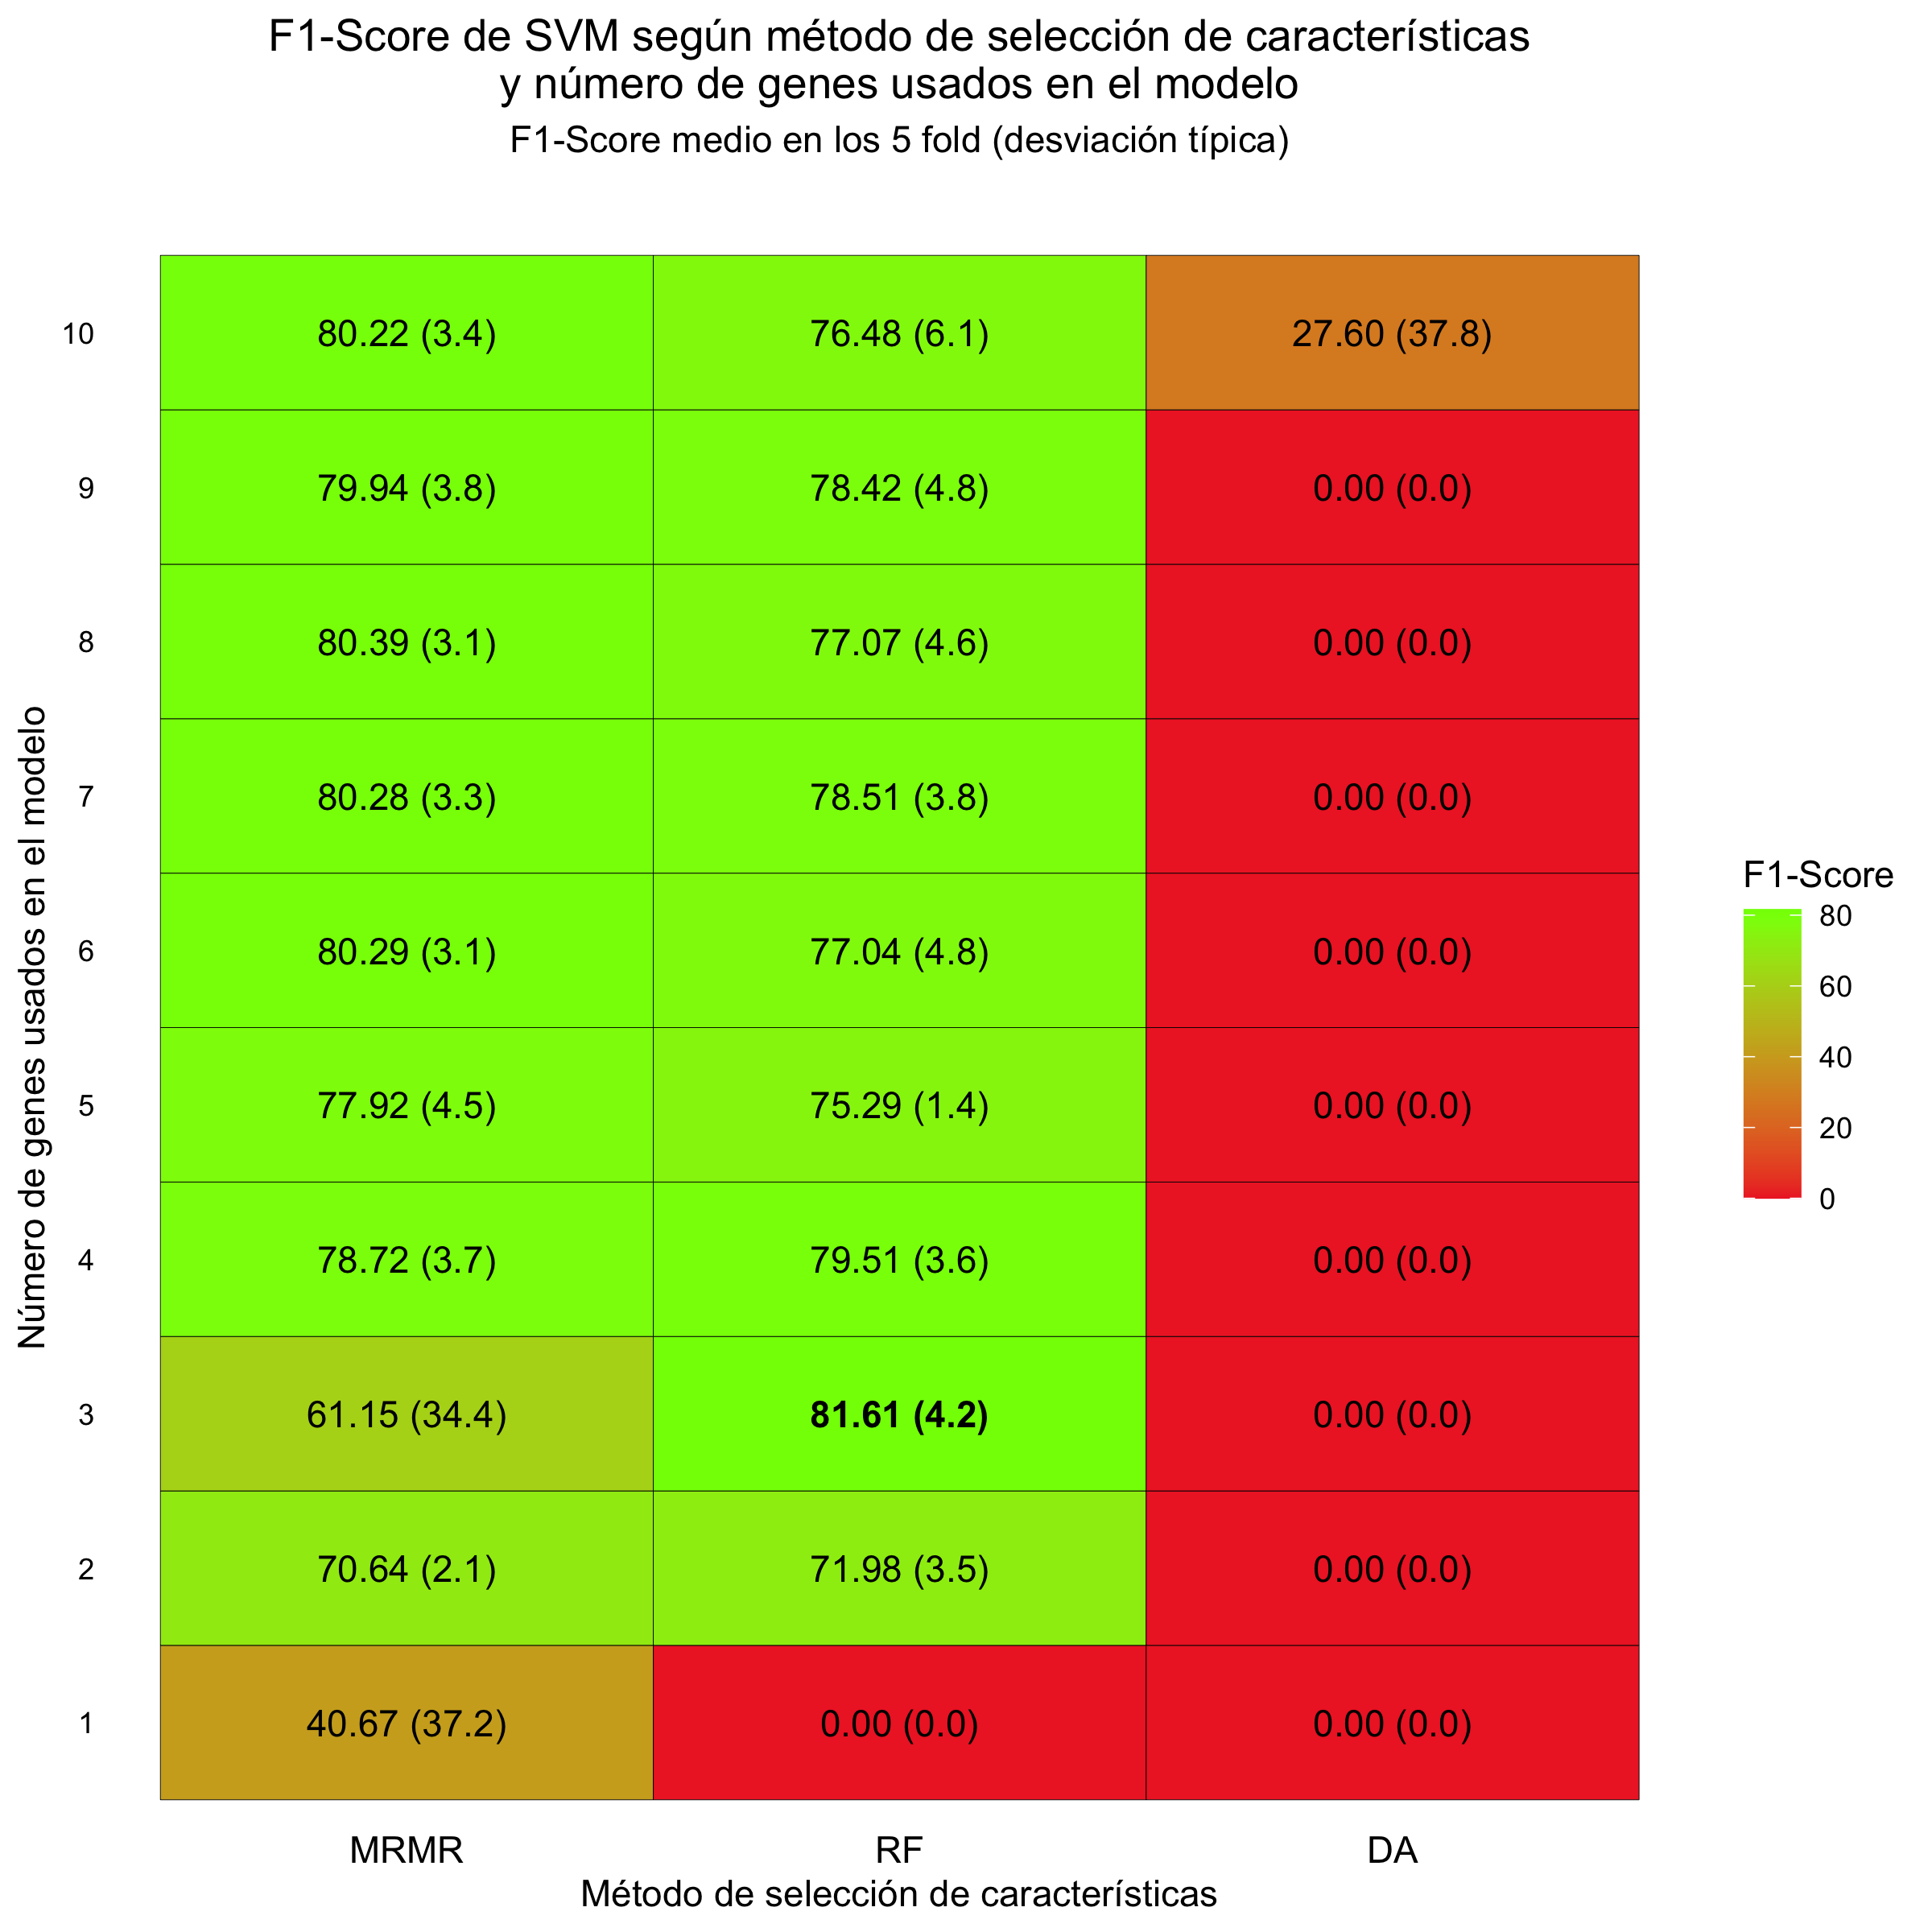 F1-Score de SVM según método de selección de características
y número de genes usados en el modelo
F1-Score medio en los 5 fold (desviación típica)
Número de genes usados en el modelo
10 80.22 (3.4) 76.48 (6.1) 27.60 (37.8)
9 79.94 (3.8) 78.42 (4.8) 0.00 (0.0)
8 80.39 (3.1) 77.07 (4.6) 0.00 (0.0)
7 80.28 (3.3) 78.51 (3.8) 0.00 (0.0)
6 80.29 (3.1) 77.04 (4.8) 0.00 (0.0)
5 77.92 (4.5) 75.29 (1.4) 0.00 (0.0)
4 78.72 (3.7) 79.51 (3.6) 0.00 (0.0)
3 61.15 (34.4) 81.61 (4.2) 0.00 (0.0)
2 70.64 (2.1) 71.98 (3.5) 0.00 (0.0)
1 40.67 (37.2) 0.00 (0.0) 0.00 (0.0)
MRMR RF DA
Método de selección de características
F1-Score
80
60
40
20
0